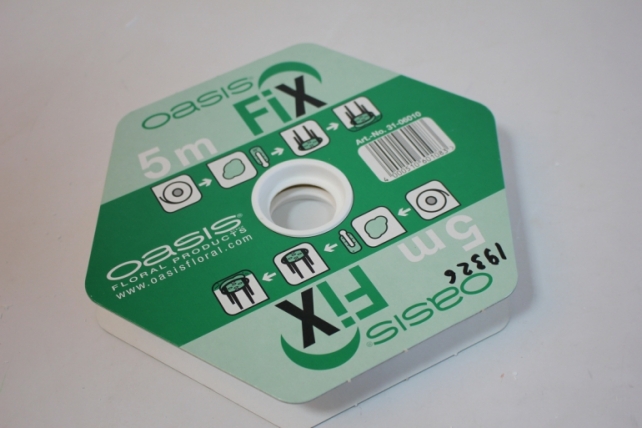 OASIS®
FiX
5 m
Art.-No. 31-06010
OASIS®
FLORAL PRODUCTS
www.oasisfloral.com
5 m
19326
OASIS®
FiX